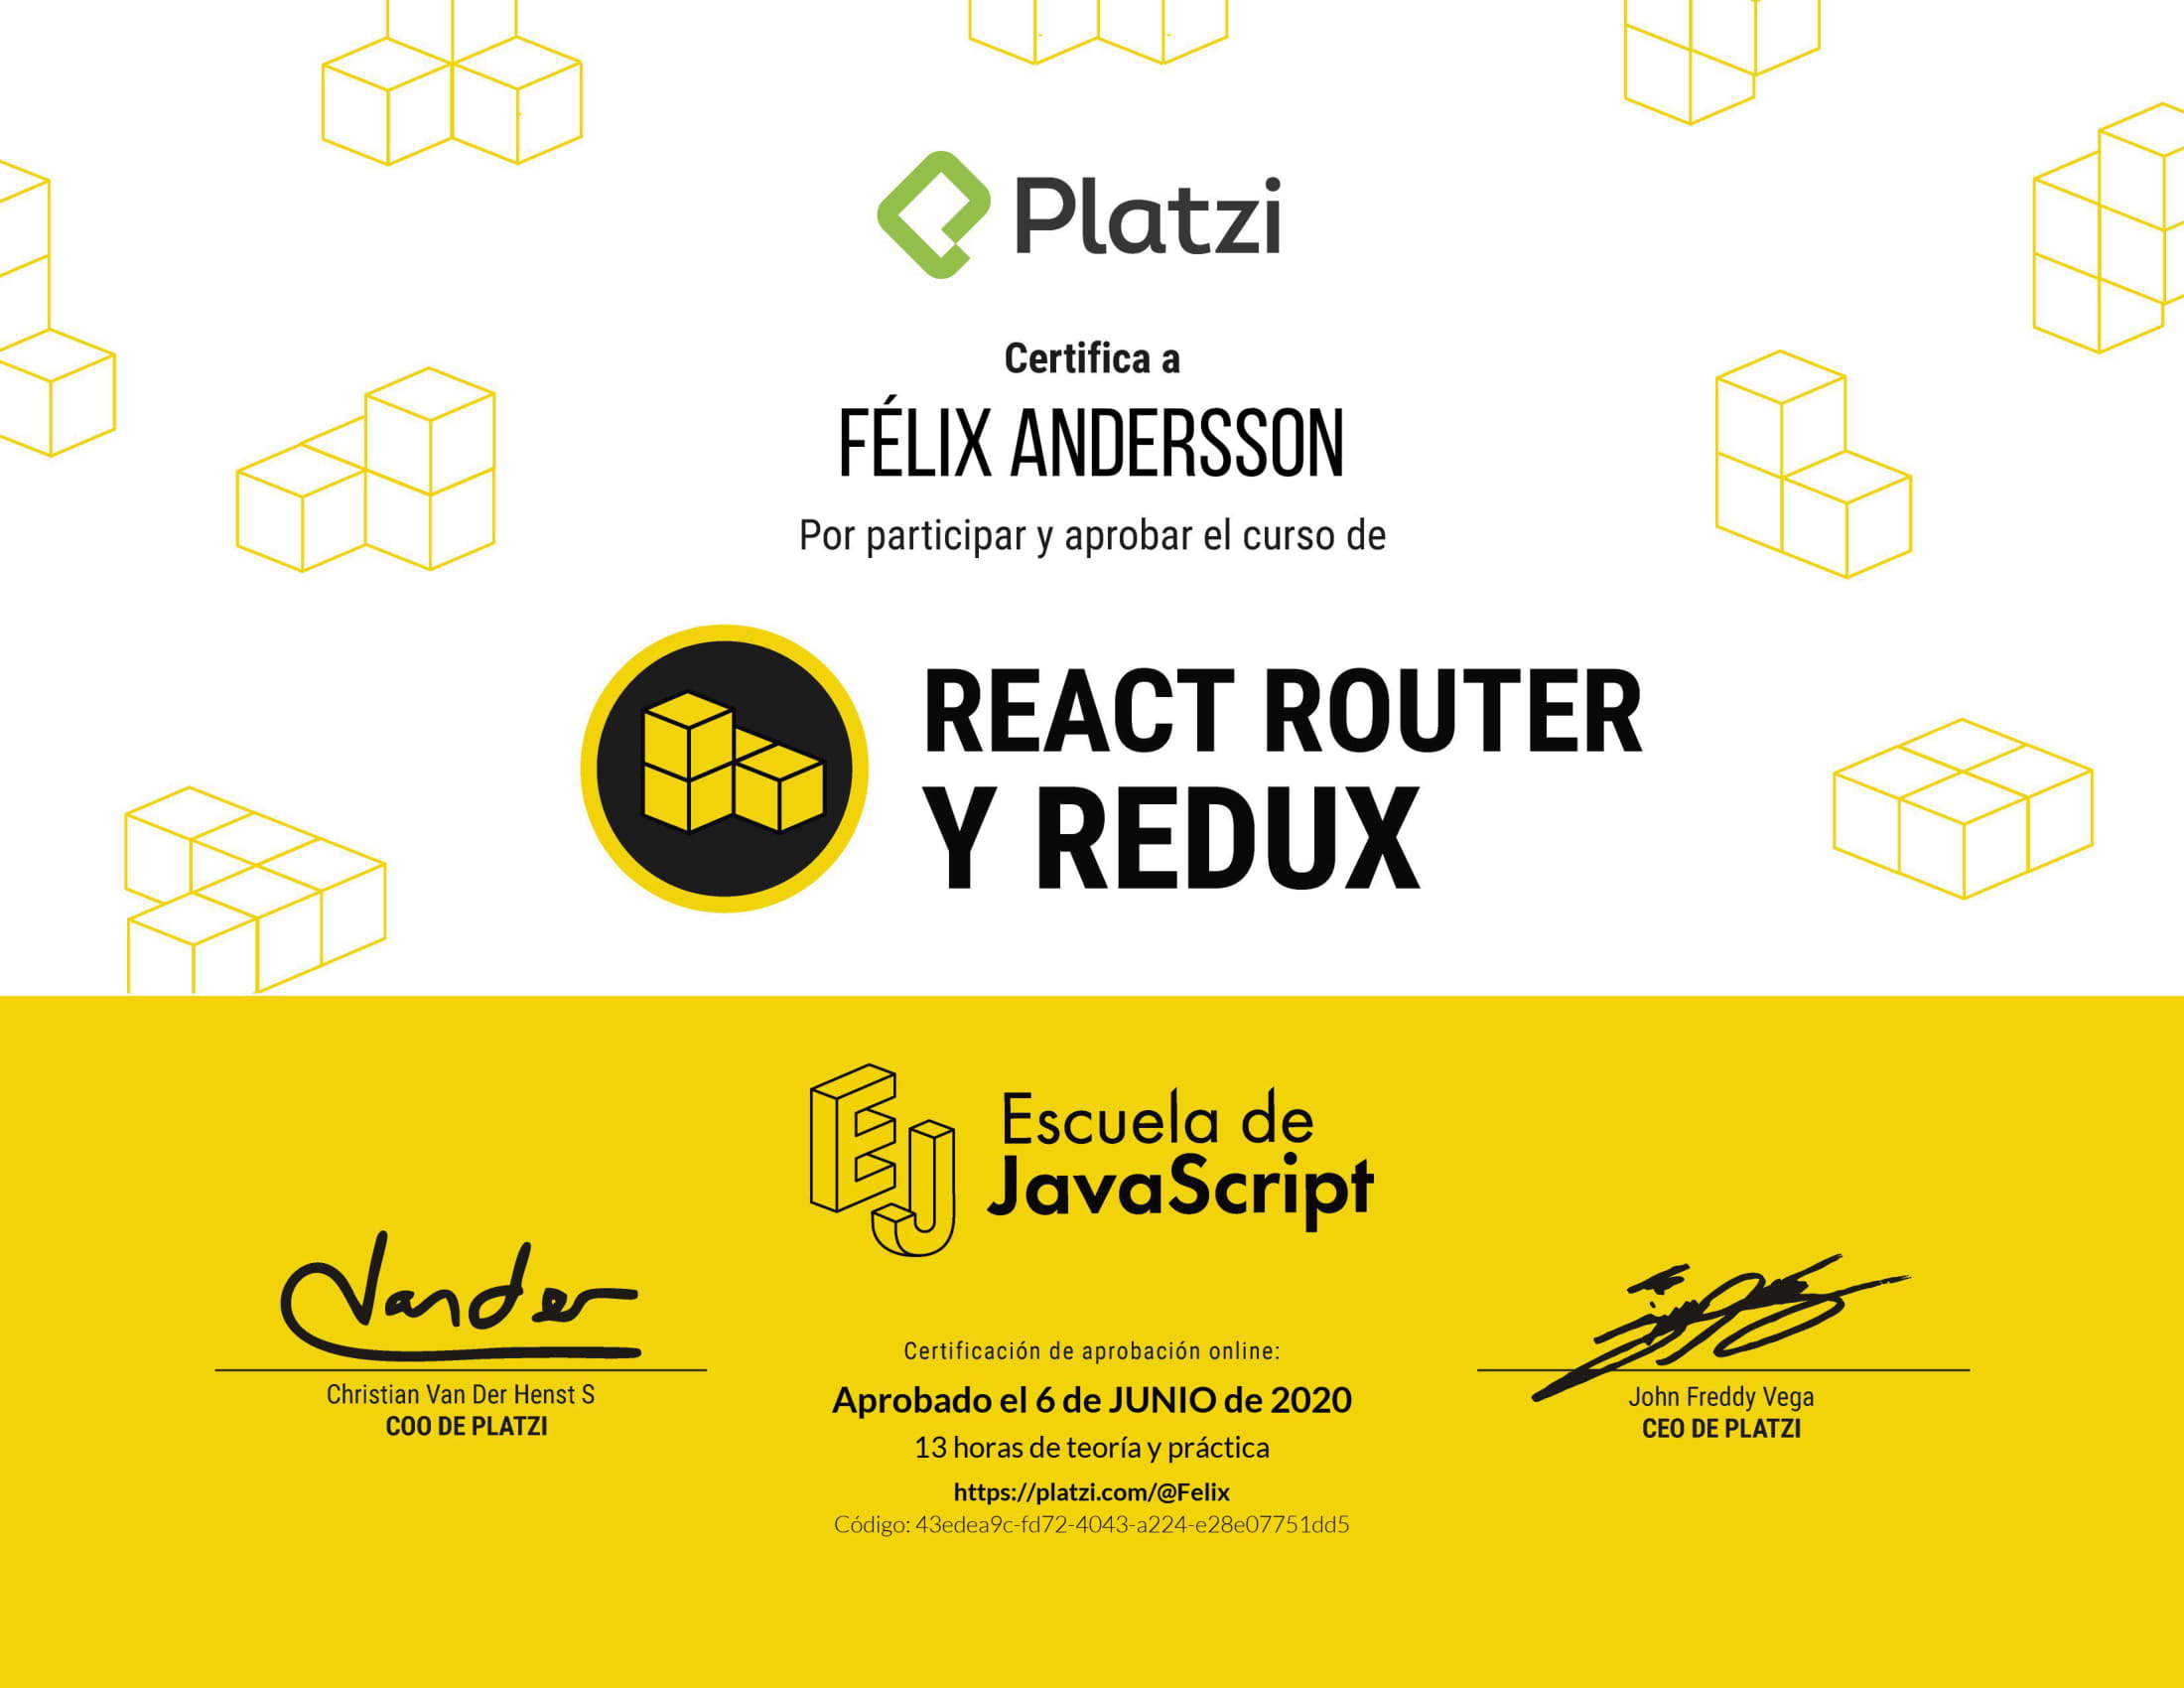 Platzi
Certifica a
FÉLIX ANDERSSON
Por participar y aprobar el curso de
REACT ROUTER
Y REDUX
EJ
Escuela de
JavaScript
Vander
Christian Van Der Henst S
COO DE PLATZI
Certificación de aprobación online:
Aprobado el 6 de JUNIO de 2020
13 horas de teoría y práctica
https://platzi.com/@Felix
Código: 43edea9c-fd72-4043-a224-e28e07751dd5
John Freddy Vega
CEO DE PLATZI